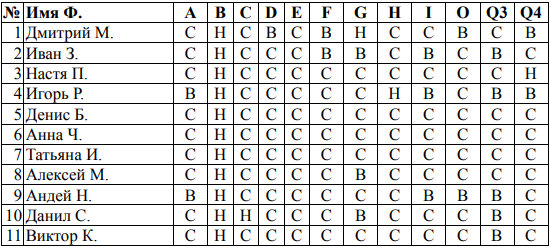 № Имя Ф. A B C D E F G H I O Q3 Q4
1 Дмитрий М. С Н С В С В Н С С В С В
2 Иван З. С Н С С С В В С В С В С
3 Настя П. С Н С С С С С С С С С Н
4 Игорь Р. В Н С С С С С Н В С В В
5 Денис Б. С Н С С С С С С С С С С
6 Анна Ч. С Н С С С С С С С С С С
7 Татьяна И. С Н С С С С С С С С С С
8 Алексей М. С Н С С С С В С С С В С
9 Андей Н. В Н С С С С С С В В В С
10 Данил С. С Н Н С С С В С С С В С
11 Виктор К. С Н С С С С С С С С В С